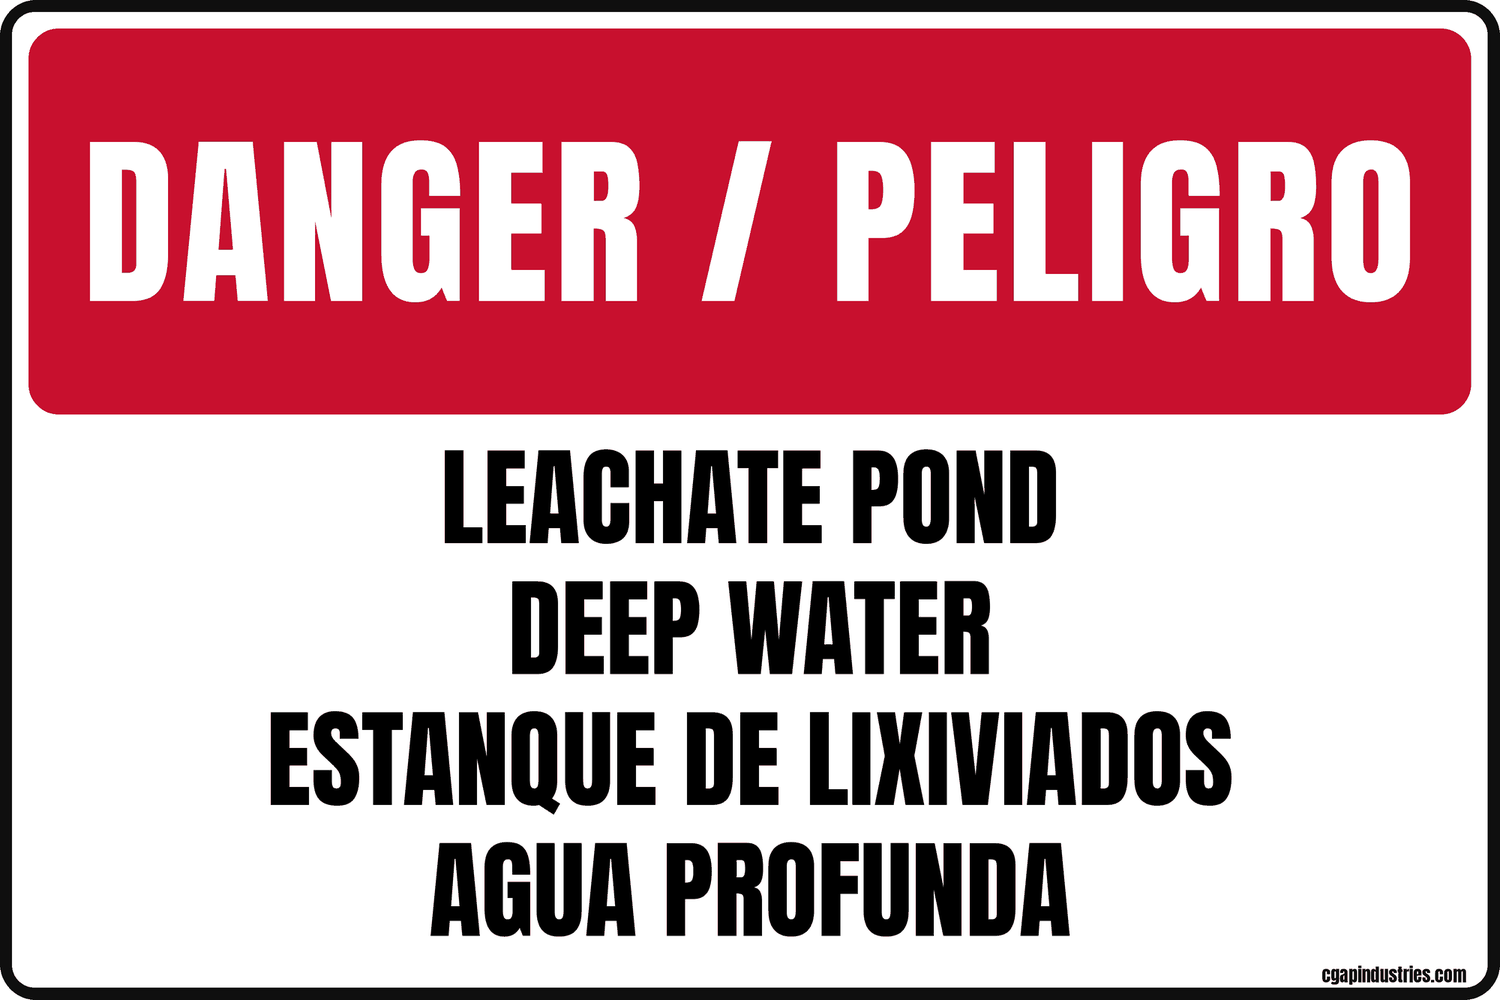 DANGER / PELIGRO
LEACHATE POND
DEEP WATER
ESTANQUE DE LIXIVIADOS
AGUA PROFUNDA
cgapindustries.com